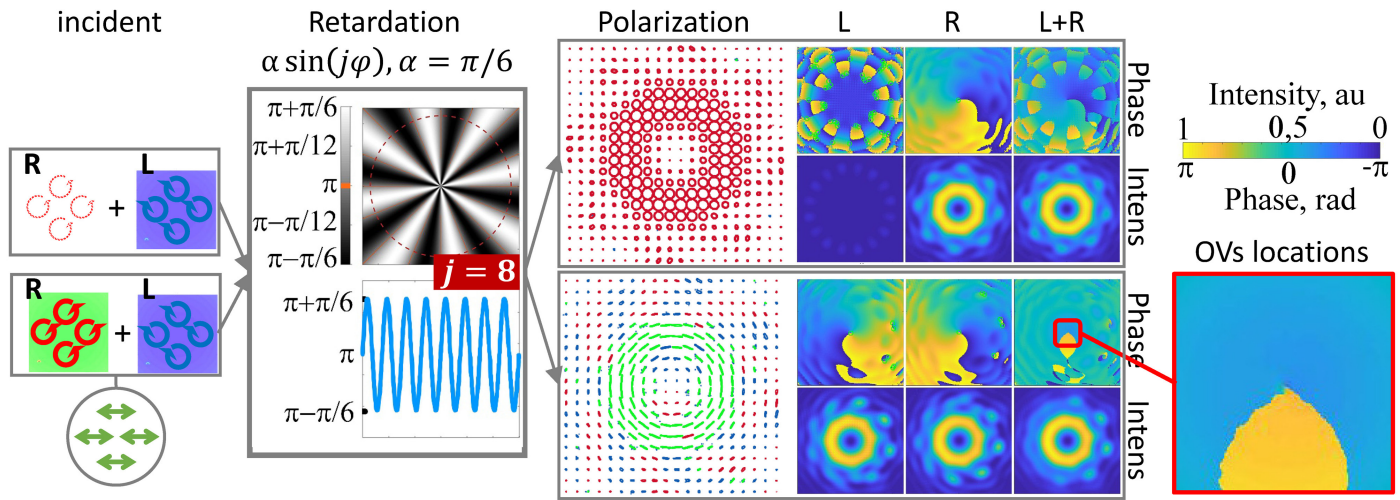 incident
Retardation
Polarization
L
R
L+R
α sin(jφ), α = π/6
π+π/6
π+π/12
π
π−π/12
π−π/6
R
L
+
R
L
+
j = 8
π+π/6
π
π−π/6
Phase
Intens
Phase
Intens
Intensity, au
1
0,5
0
π
0
-π
Phase, rad
OVs locations